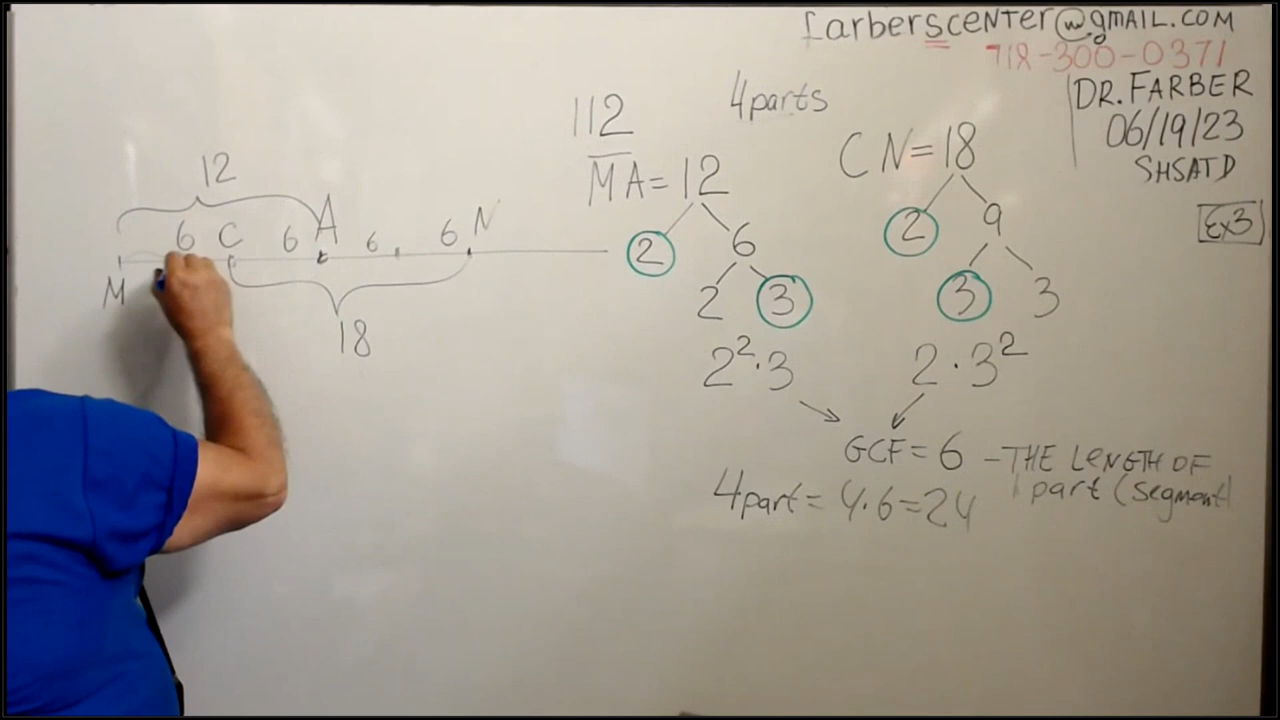 farberscenter@gmail.com
718-300-0371
DR. FARBER
06/19/23
SHSATD
Ex3
112
4parts
MA=12
CN=18
2
6
2
9
2
3
3
3
2²·3
2·3²
GCF=6 - THE LENGTH OF
1 part (segment
4part=4·6=24
12
6 C 6 A 6 6 N
M
18